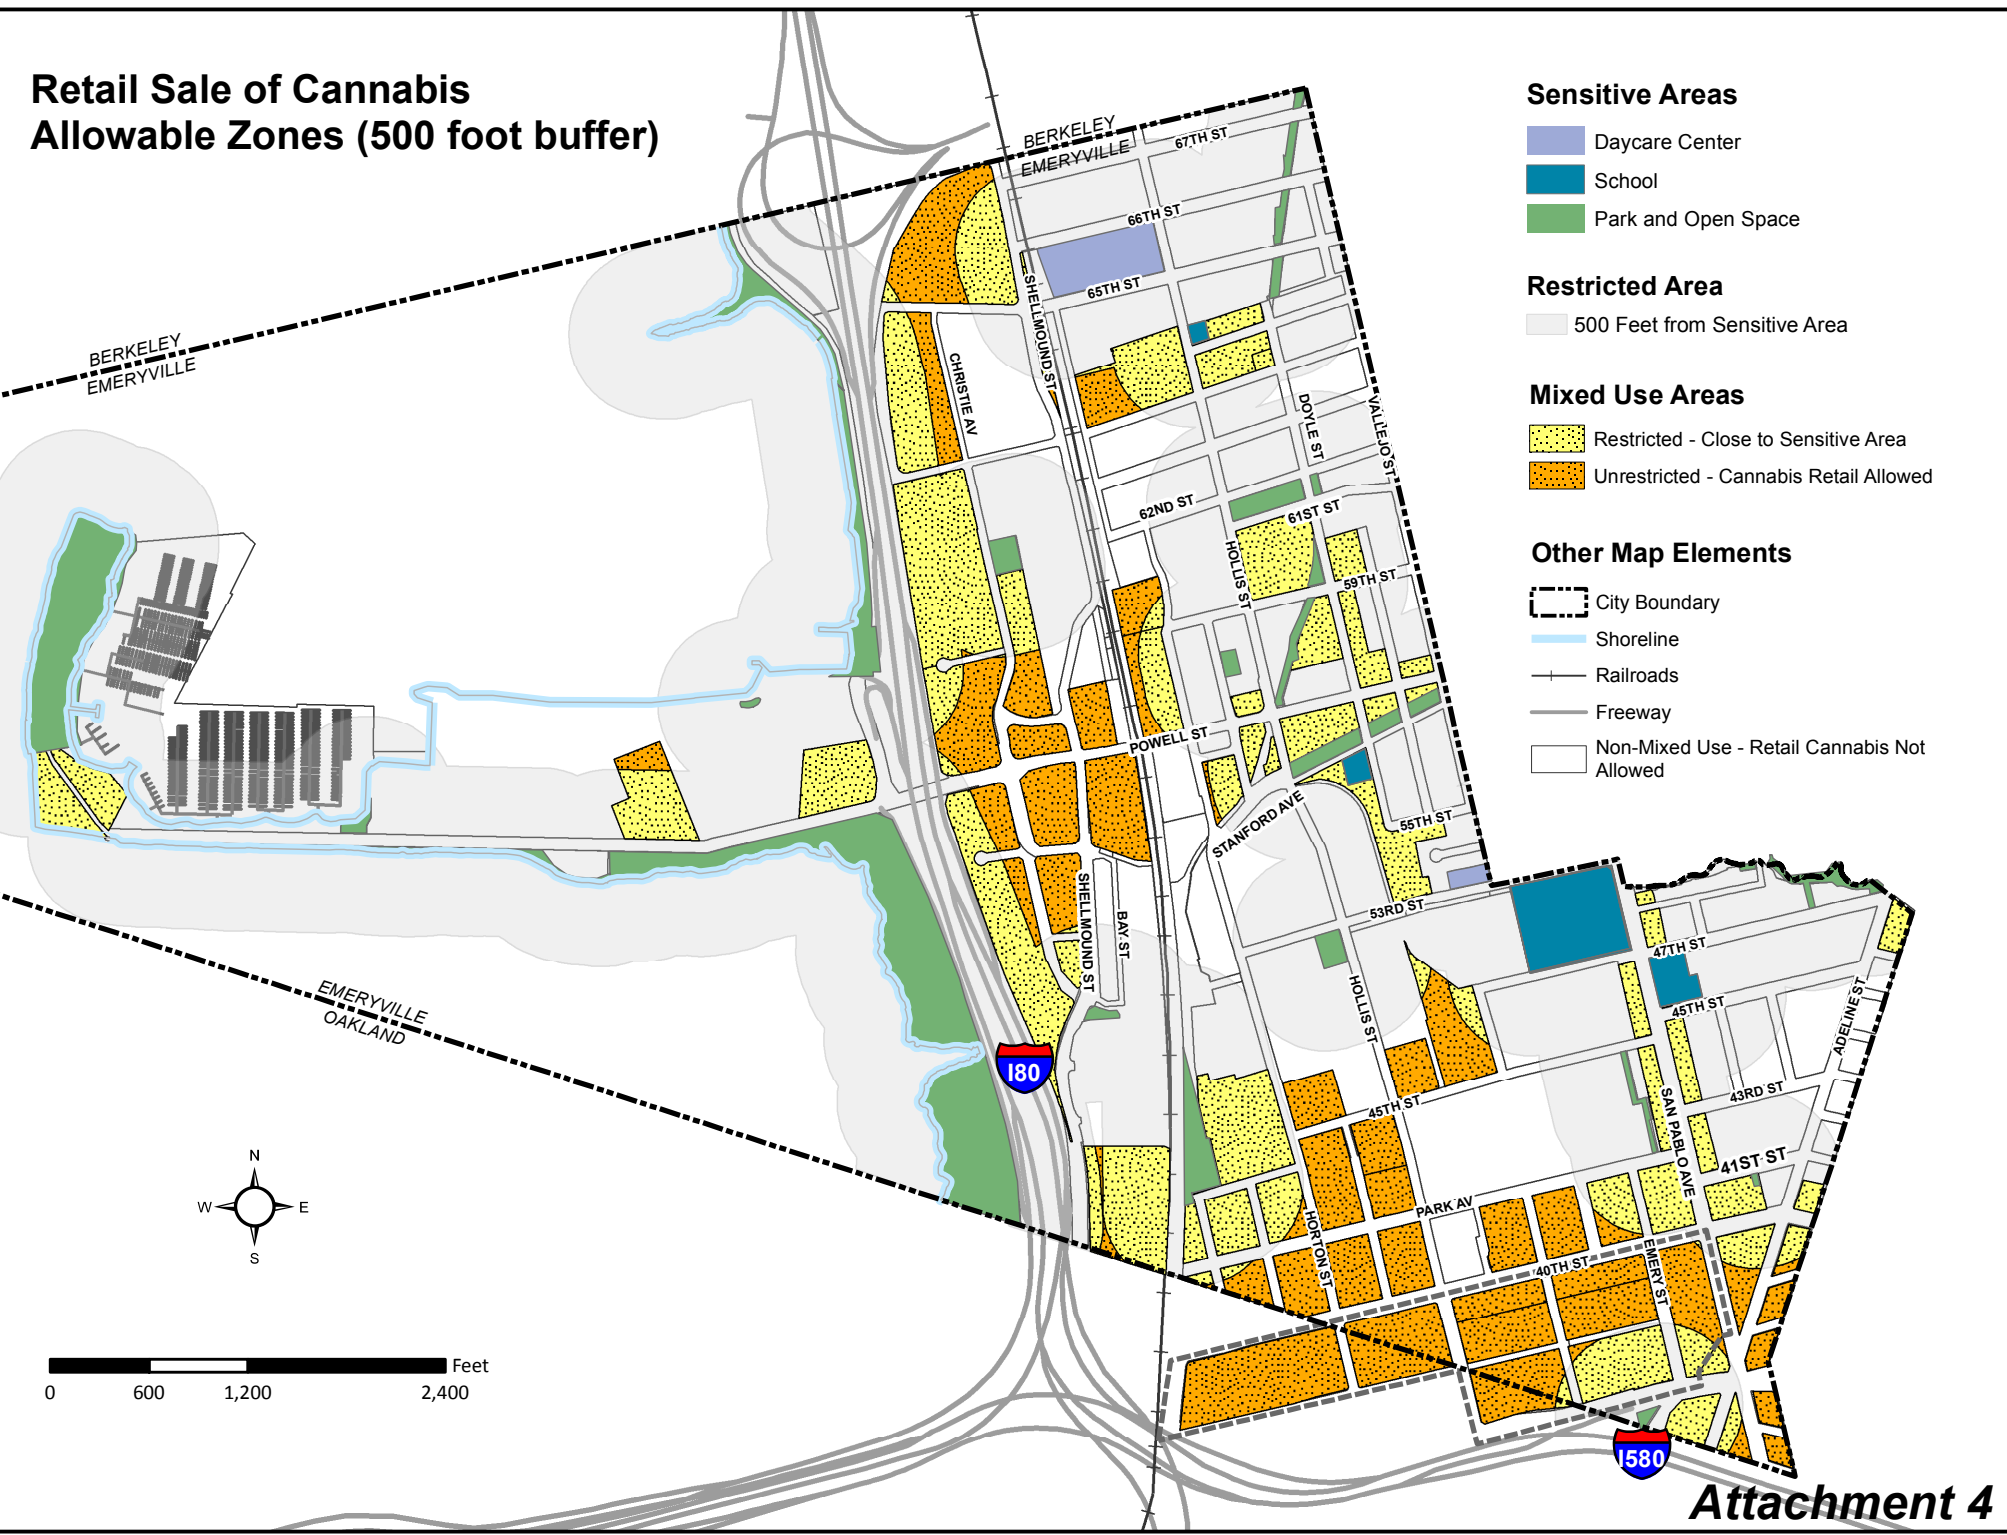 Retail Sale of Cannabis
Allowable Zones (500 foot buffer)
Sensitive Areas
Daycare Center
School
Park and Open Space
Restricted Area
500 Feet from Sensitive Area
Mixed Use Areas
Restricted - Close to Sensitive Area
Unrestricted - Cannabis Retail Allowed
Other Map Elements
City Boundary
Shoreline
Railroads
Freeway
Non-Mixed Use - Retail Cannabis Not
Allowed
BERKELEY
EMERYVILLE
67TH ST
66TH ST
65TH ST
SHELLMOUND ST
CHRISTIE AV
BERKELEY
EMERYVILLE
DOYLE ST
VALLEJO ST
62ND ST
61ST ST
HOLLIS ST
59TH ST
POWELL ST
STANFORD AVE
55TH ST
53RD ST
SHELLMOUND ST
BAY ST
47TH ST
45TH ST
HOLLIS ST
ADELINE ST
EMERYVILLE
OAKLAND
I80
45TH ST
43RD ST
SAN PABLO AVE
41ST ST
PARK AV
HORTON ST
40TH ST
EMERY ST
I580
N
W
E
S
Feet
0
600
1,200
2,400
Attachment 4